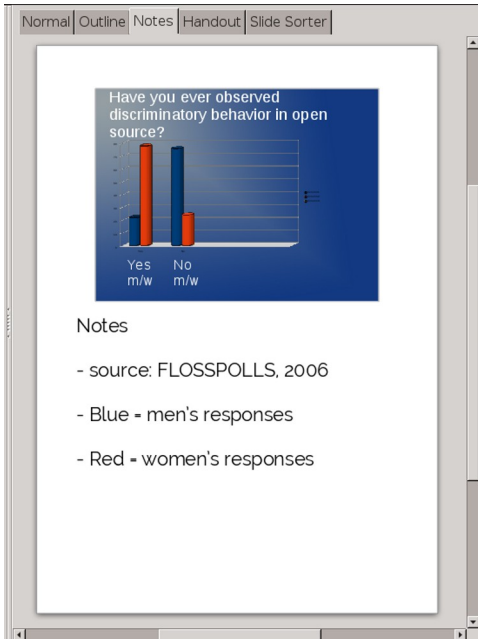 Normal Outline Notes Handout Slide Sorter
Have you ever observed
discriminatory behavior in open
source?
Yes No
m/w m/w
Notes
- source: FLOSSPOLLS, 2006
- Blue = men's responses
- Red = women's responses